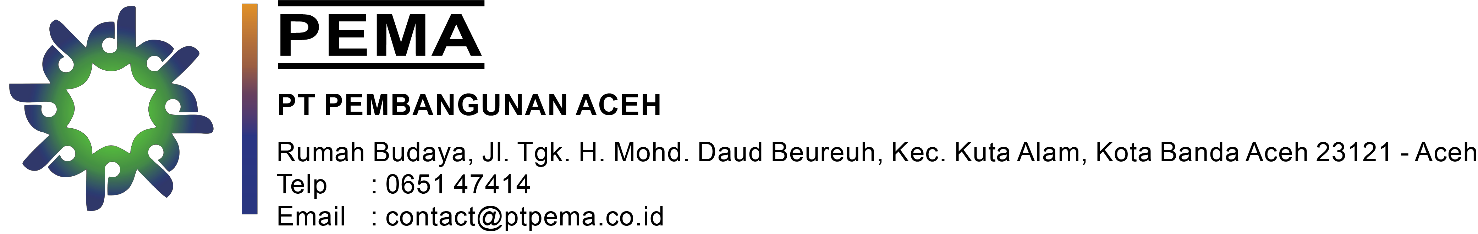 PEMA
PT PEMBANGUNAN ACEH
Rumah Budaya, Jl. Tgk. H. Mohd. Daud Beureuh, Kec. Kuta Alam, Kota Banda Aceh 23121 - Aceh
Telp : 0651 47414
Email : contact@ptpema.co.id